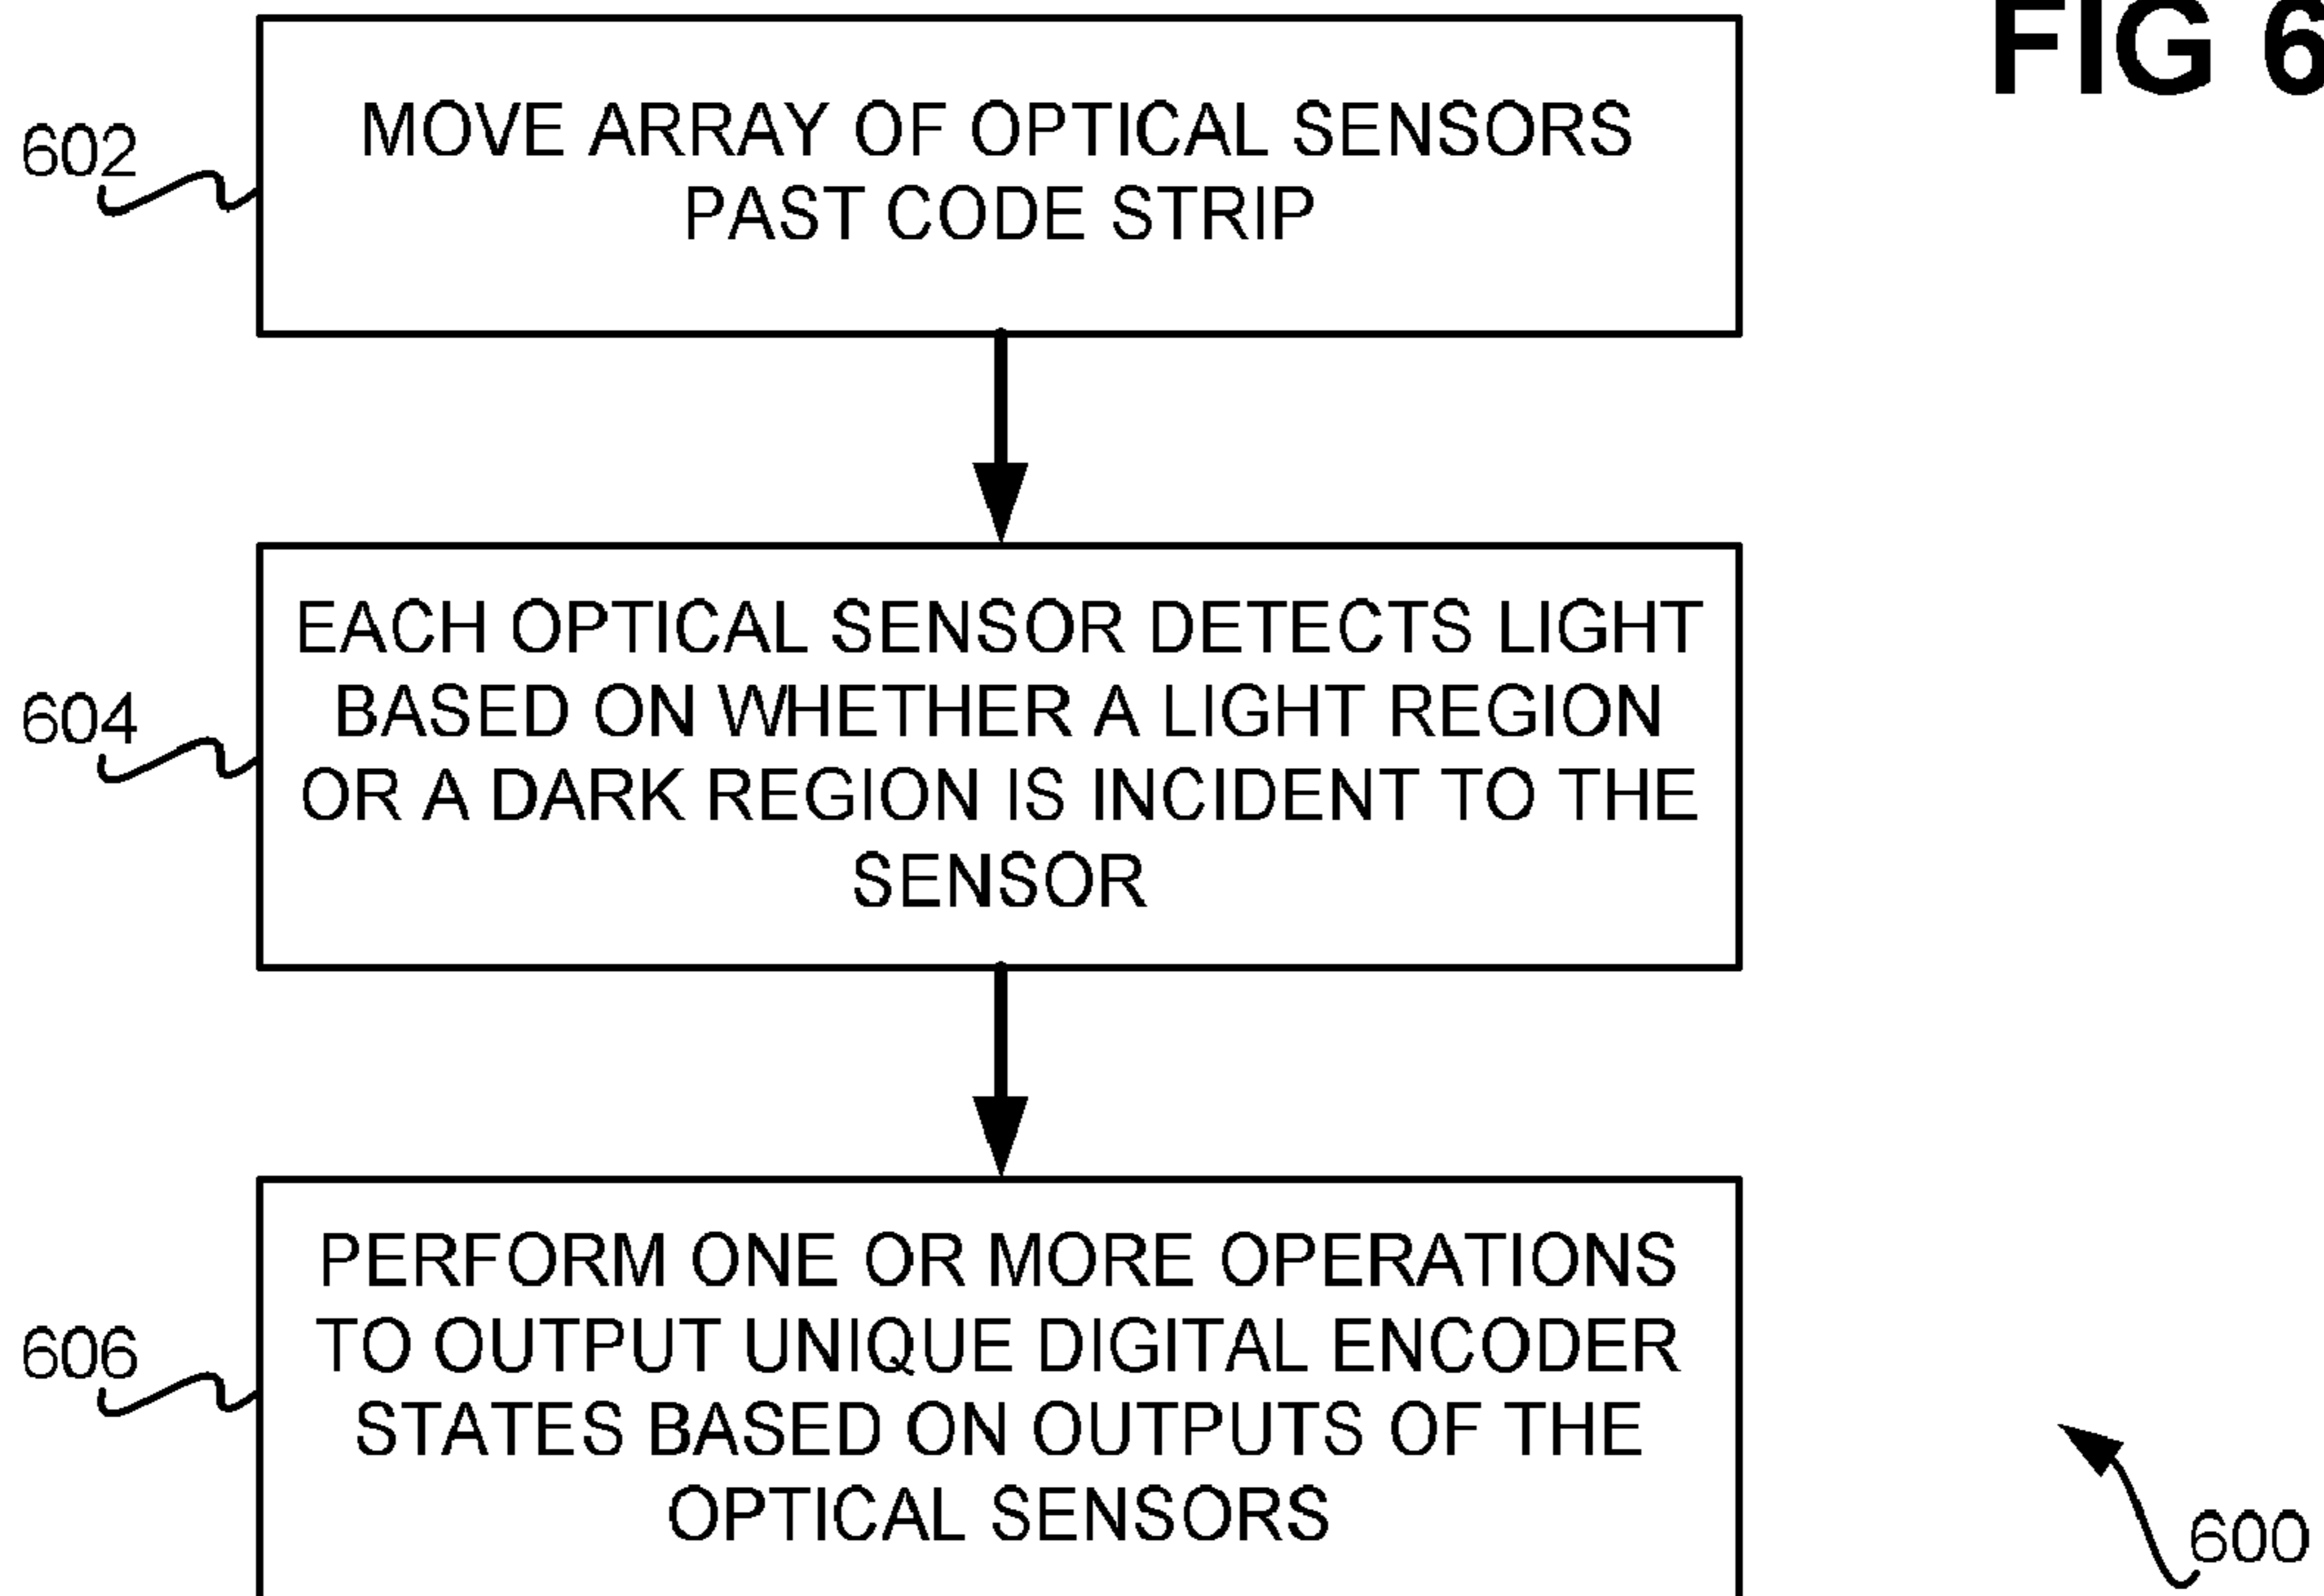 FIG 6
602
MOVE ARRAY OF OPTICAL SENSORS
PAST CODE STRIP
604
EACH OPTICAL SENSOR DETECTS LIGHT
BASED ON WHETHER A LIGHT REGION
OR A DARK REGION IS INCIDENT TO THE
SENSOR
606
PERFORM ONE OR MORE OPERATIONS
TO OUTPUT UNIQUE DIGITAL ENCODER
STATES BASED ON OUTPUTS OF THE
OPTICAL SENSORS
600